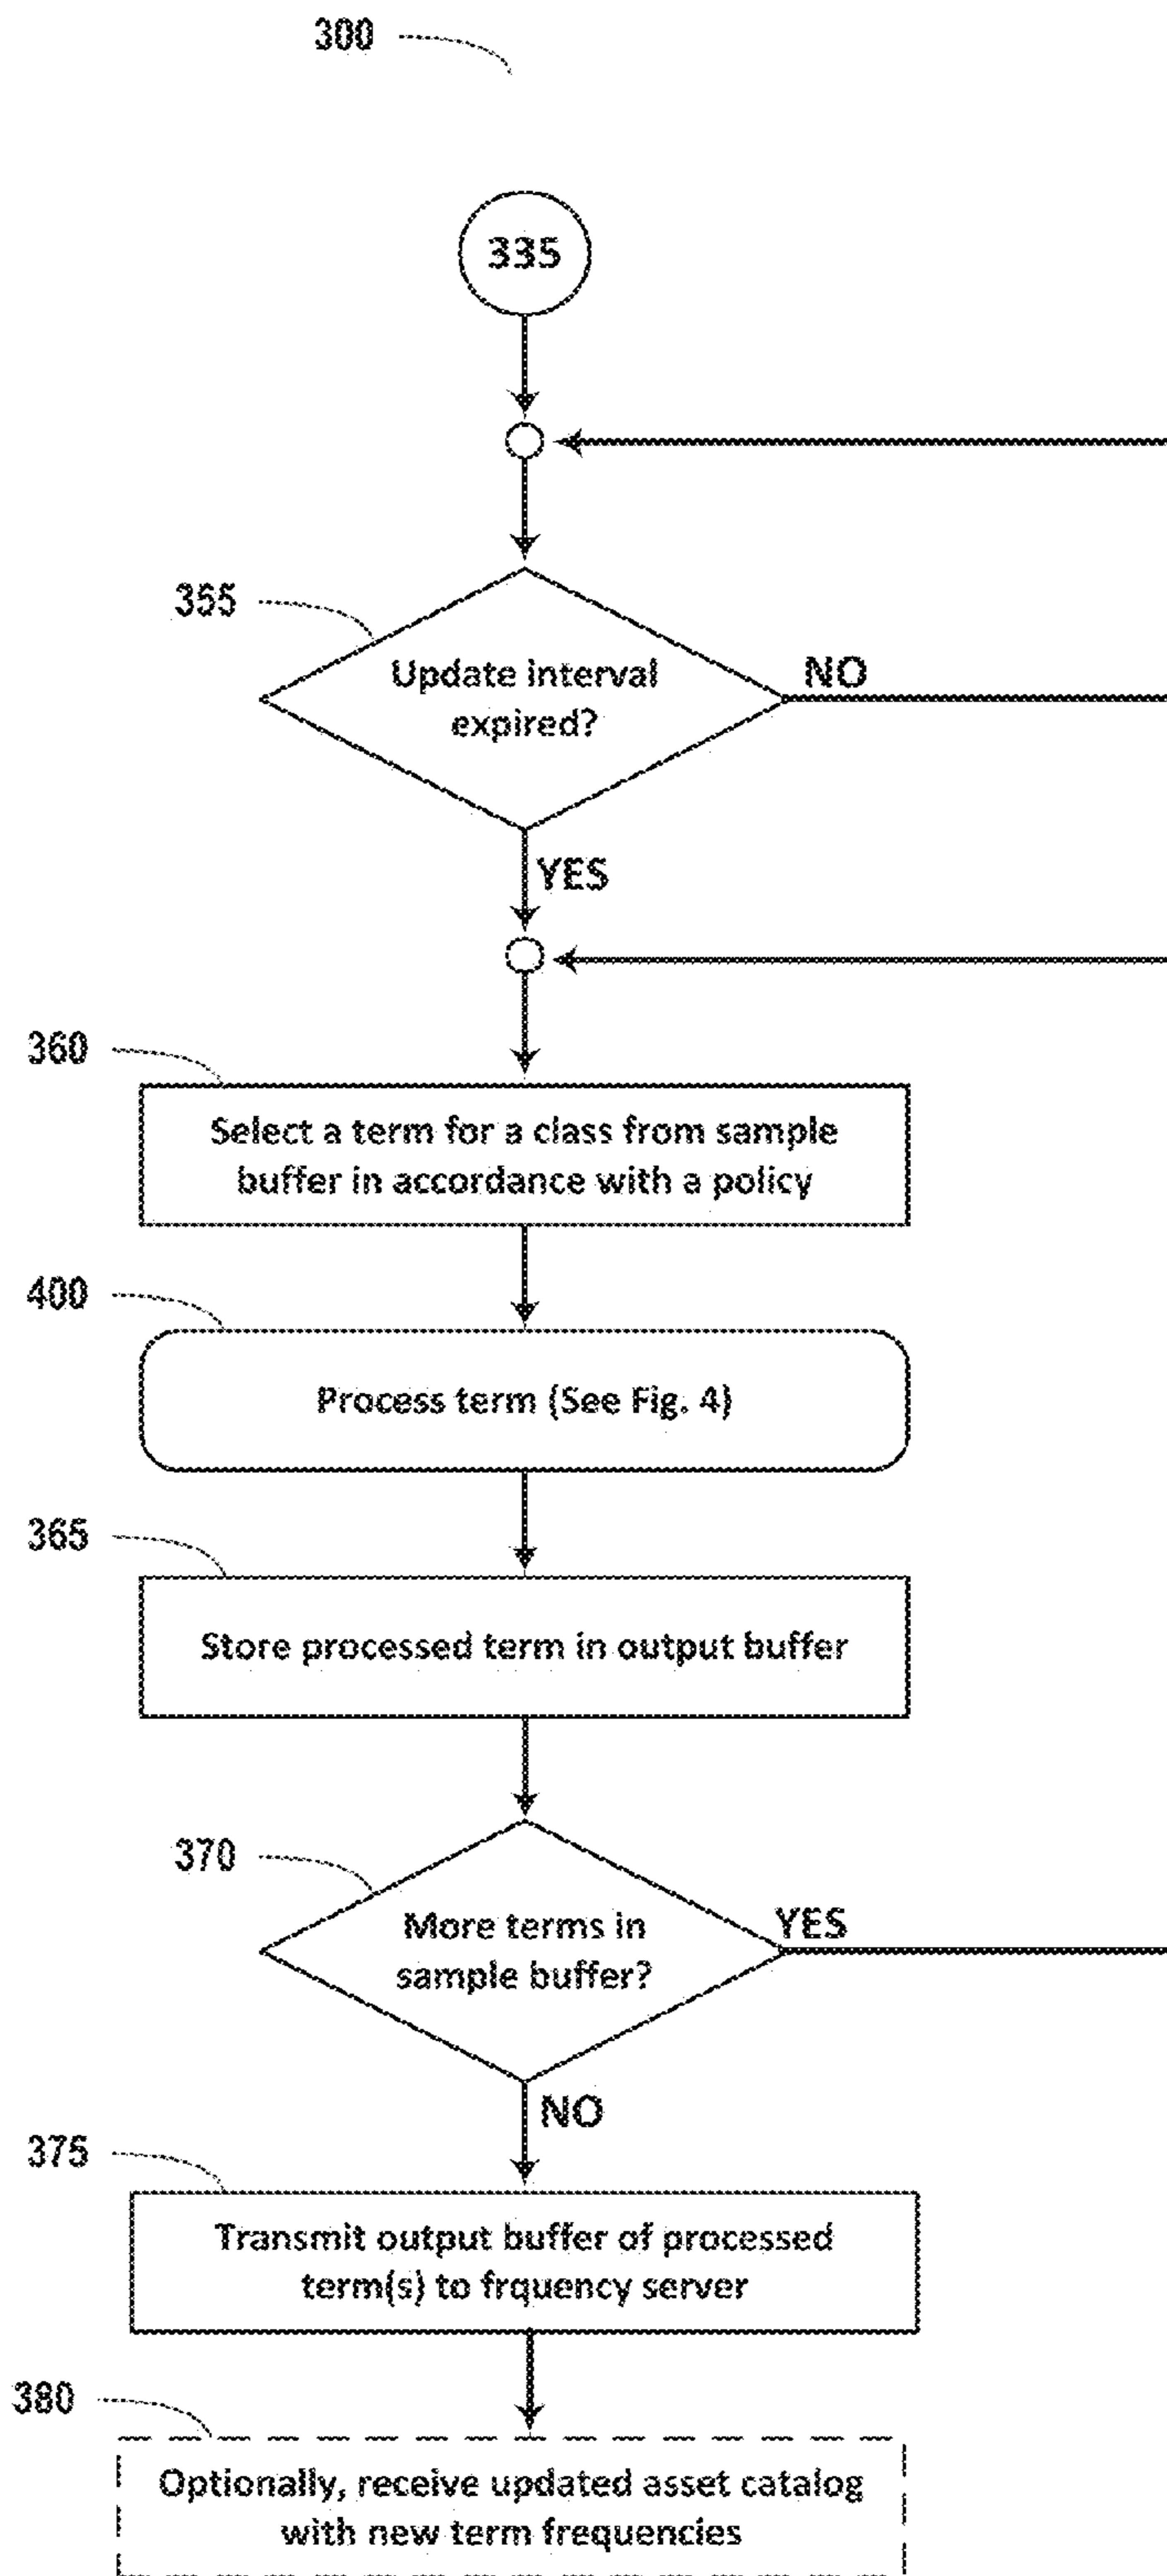 300
335
355
Update interval
expired?
NO
YES
360
Select a term for a class from sample
buffer in accordance with a policy
400
Process term (See Fig. 4)
365
Store processed term in output buffer
370
More terms in
sample buffer?
YES
NO
375
Transmit output buffer of processed
term(s) to frquency server
380
Optionally, receive updated asset catalog
with new term frequencies